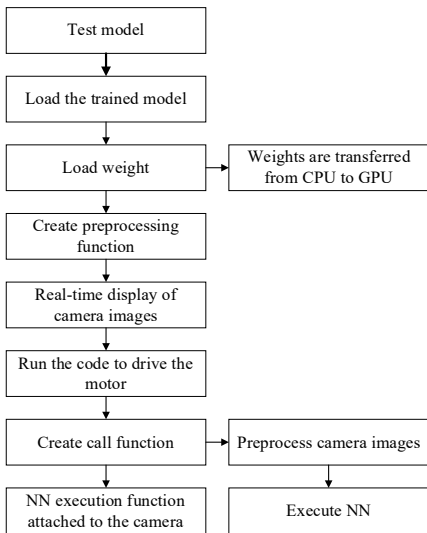 Test model
Load the trained model
Load weight
Weights are transferred
from CPU to GPU
Create preprocessing
function
Real-time display of
camera images
Run the code to drive the
motor
Create call function
Preprocess camera images
NN execution function
attached to the camera
Execute NN